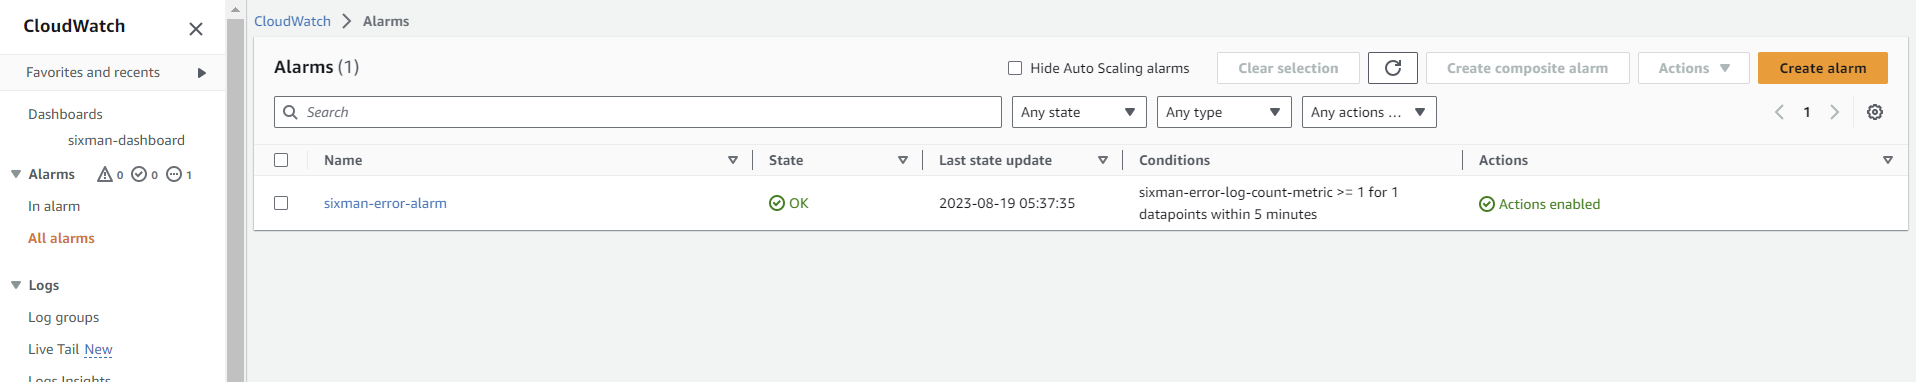 CloudWatch
Favorites and recents
Dashboards
sixman-dashboard
Alarms 0 0 1
In alarm
All alarms
Logs
Log groups
Live Tail New
Logs Insights
CloudWatch > Alarms
Alarms (1)
Hide Auto Scaling alarms
Clear selection
Create composite alarm
Actions
Create alarm
Search
Any state
Any type
Any actions ...
1
Name State Last state update Conditions Actions
sixman-error-alarm OK 2023-08-19 05:37:35 sixman-error-log-count-metric >= 1 for 1
datapoints within 5 minutes
Actions enabled